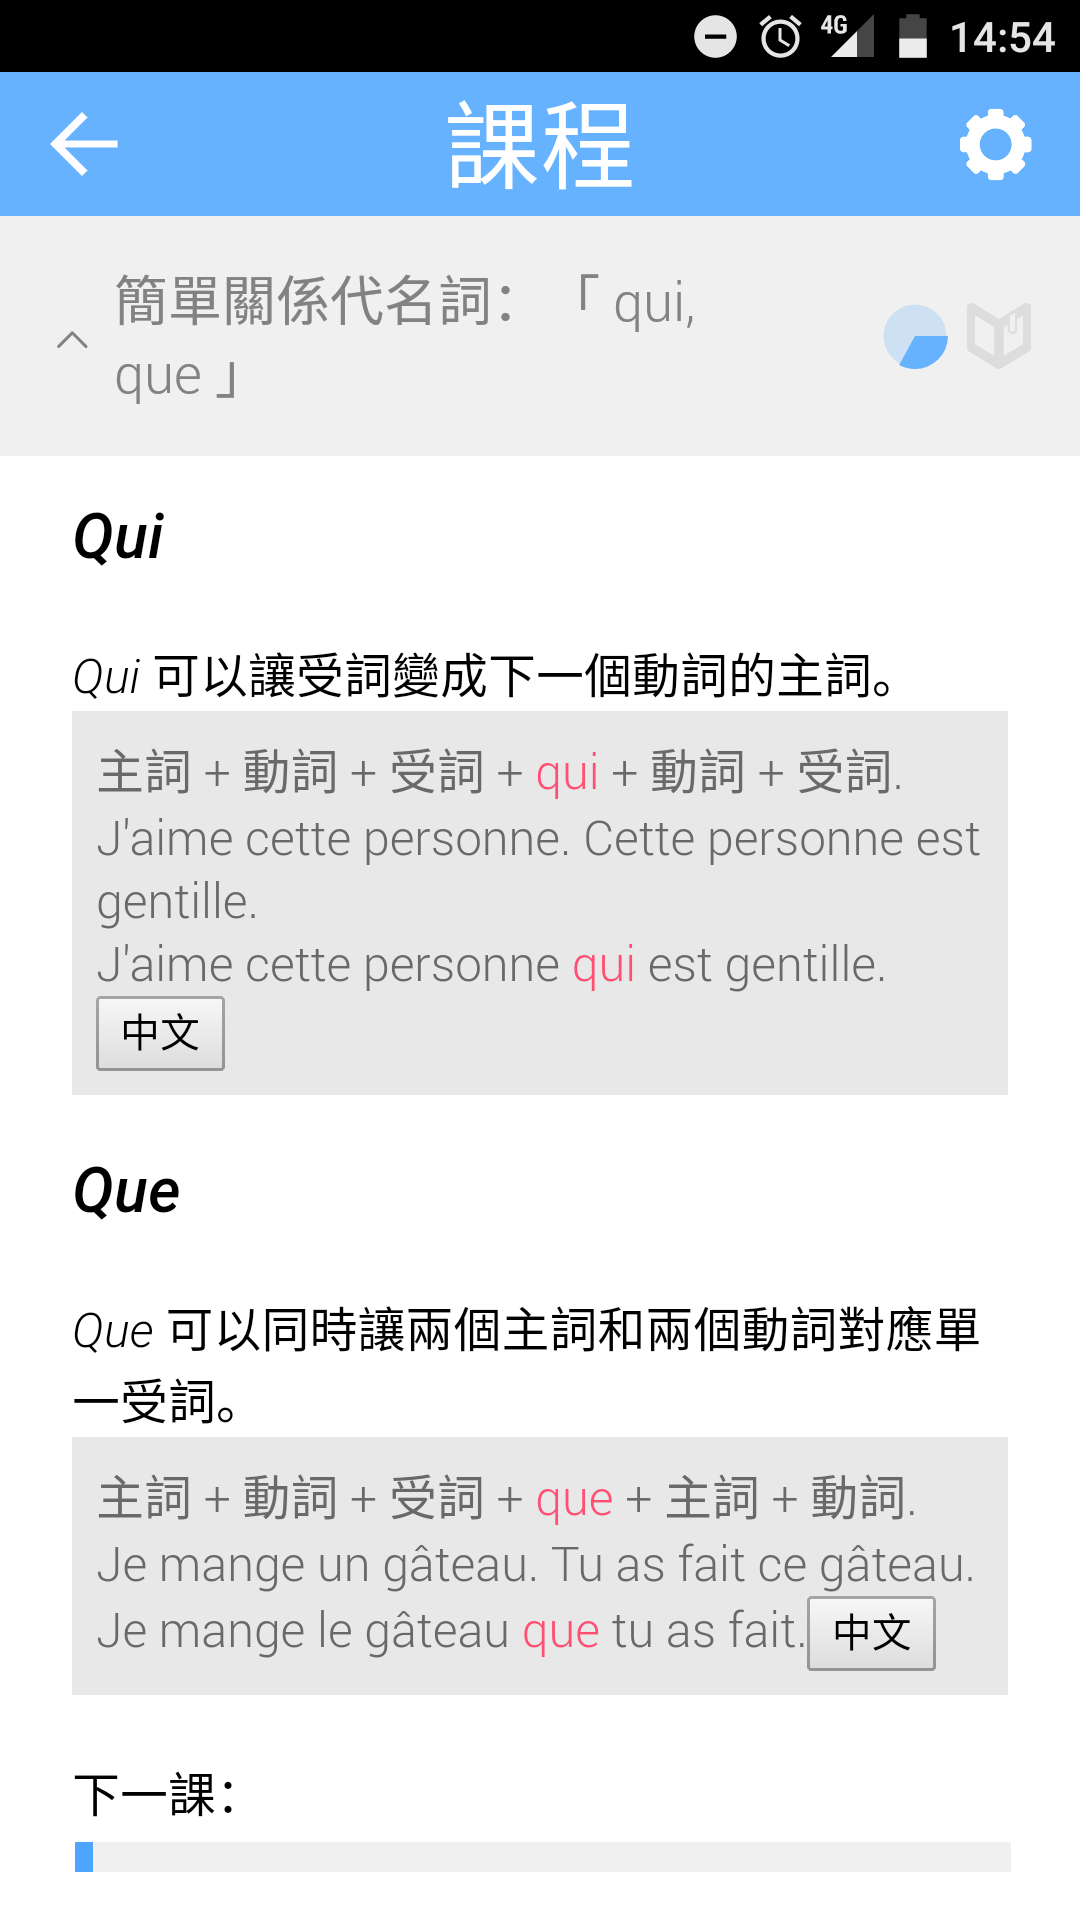 4G 14:54
課程
簡單關係代名詞：「 qui,
que 」
Qui
Qui 可以讓受詞變成下一個動詞的主詞。
主詞 + 動詞 + 受詞 + qui + 動詞 + 受詞.
J'aime cette personne. Cette personne est
gentille.
J'aime cette personne qui est gentille.
中文
Que
Que 可以同時讓兩個主詞和兩個動詞對應單
一受詞。
主詞 + 動詞 + 受詞 + que + 主詞 + 動詞.
Je mange un gâteau. Tu as fait ce gâteau.
Je mange le gâteau que tu as fait. 中文
下一課：